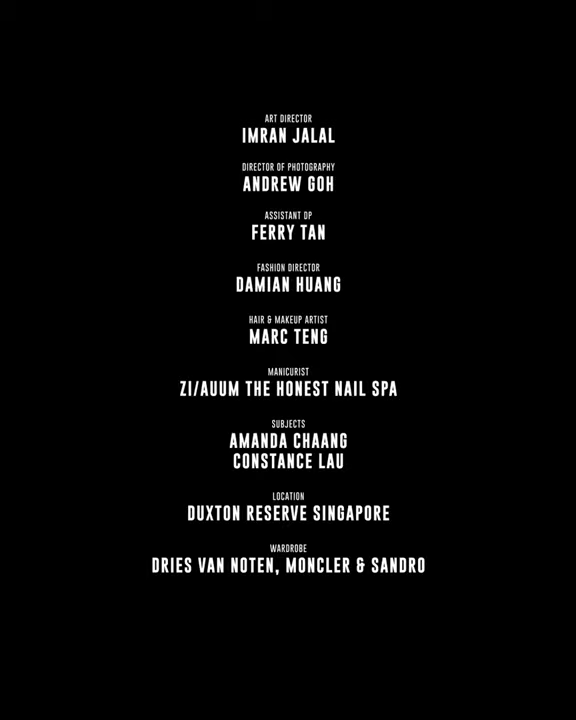 ART DIRECTOR
IMRAN JALAL
DIRECTOR OF PHOTOGRAPHY
ANDREW GOH
ASSISTANT DP
FERRY TAN
FASHION DIRECTOR
DAMIAN HUANG
HAIR & MAKEUP ARTIST
MARC TENG
MANICURIST
ZI/AUUM THE HONEST NAIL SPA
SUBJECTS
AMANDA CHAANG
CONSTANCE LAU
LOCATION
DUXTON RESERVE SINGAPORE
WARDROBE
DRIES VAN NOTEN, MONCLER & SANDRO